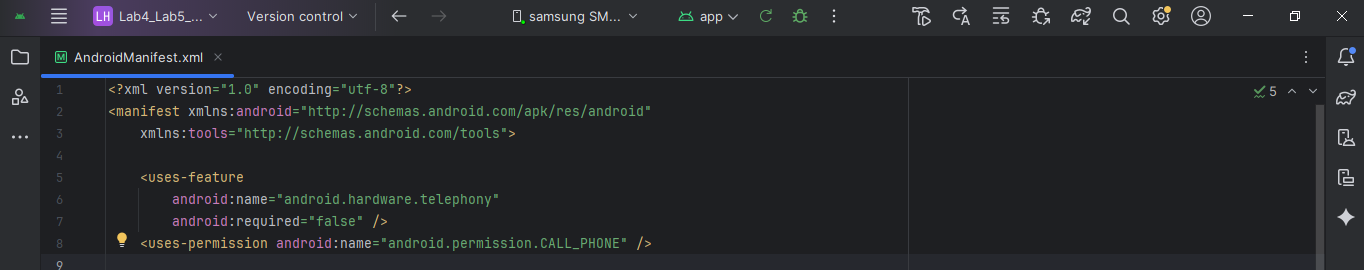 LH Lab4_Lab5_... Version control samsung SM... app
AndroidManifest.xml
1 <?xml version="1.0" encoding="utf-8"?>
5
2 <manifest xmlns:android="http://schemas.android.com/apk/res/android"
3 xmlns:tools="http://schemas.android.com/tools">
4
5 <uses-feature
6 android:name="android.hardware.telephony"
7 android:required="false" />
8 <uses-permission android:name="android.permission.CALL_PHONE" />
9